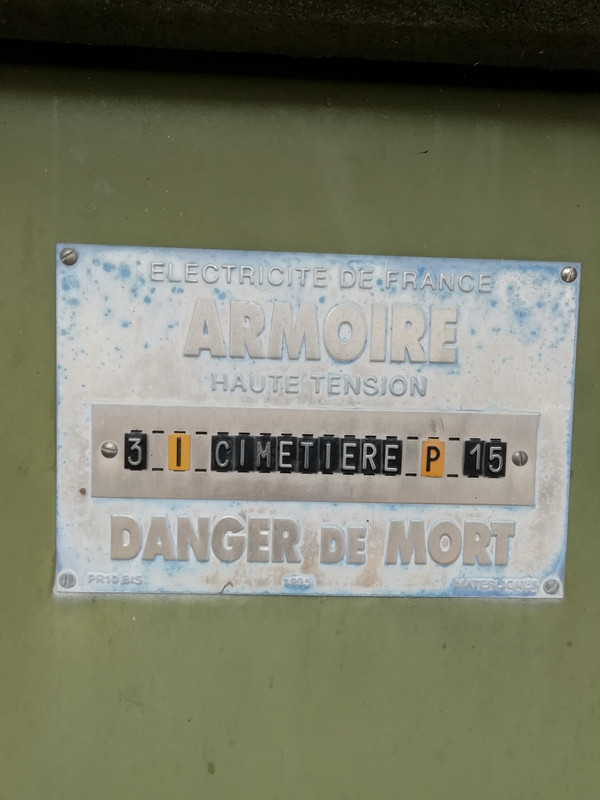 ELECTRICITE DE FRANCE
ARMOIRE
HAUTE TENSION
3 I CIMETIERE P 15
DANGER DE MORT
PR10 BIS